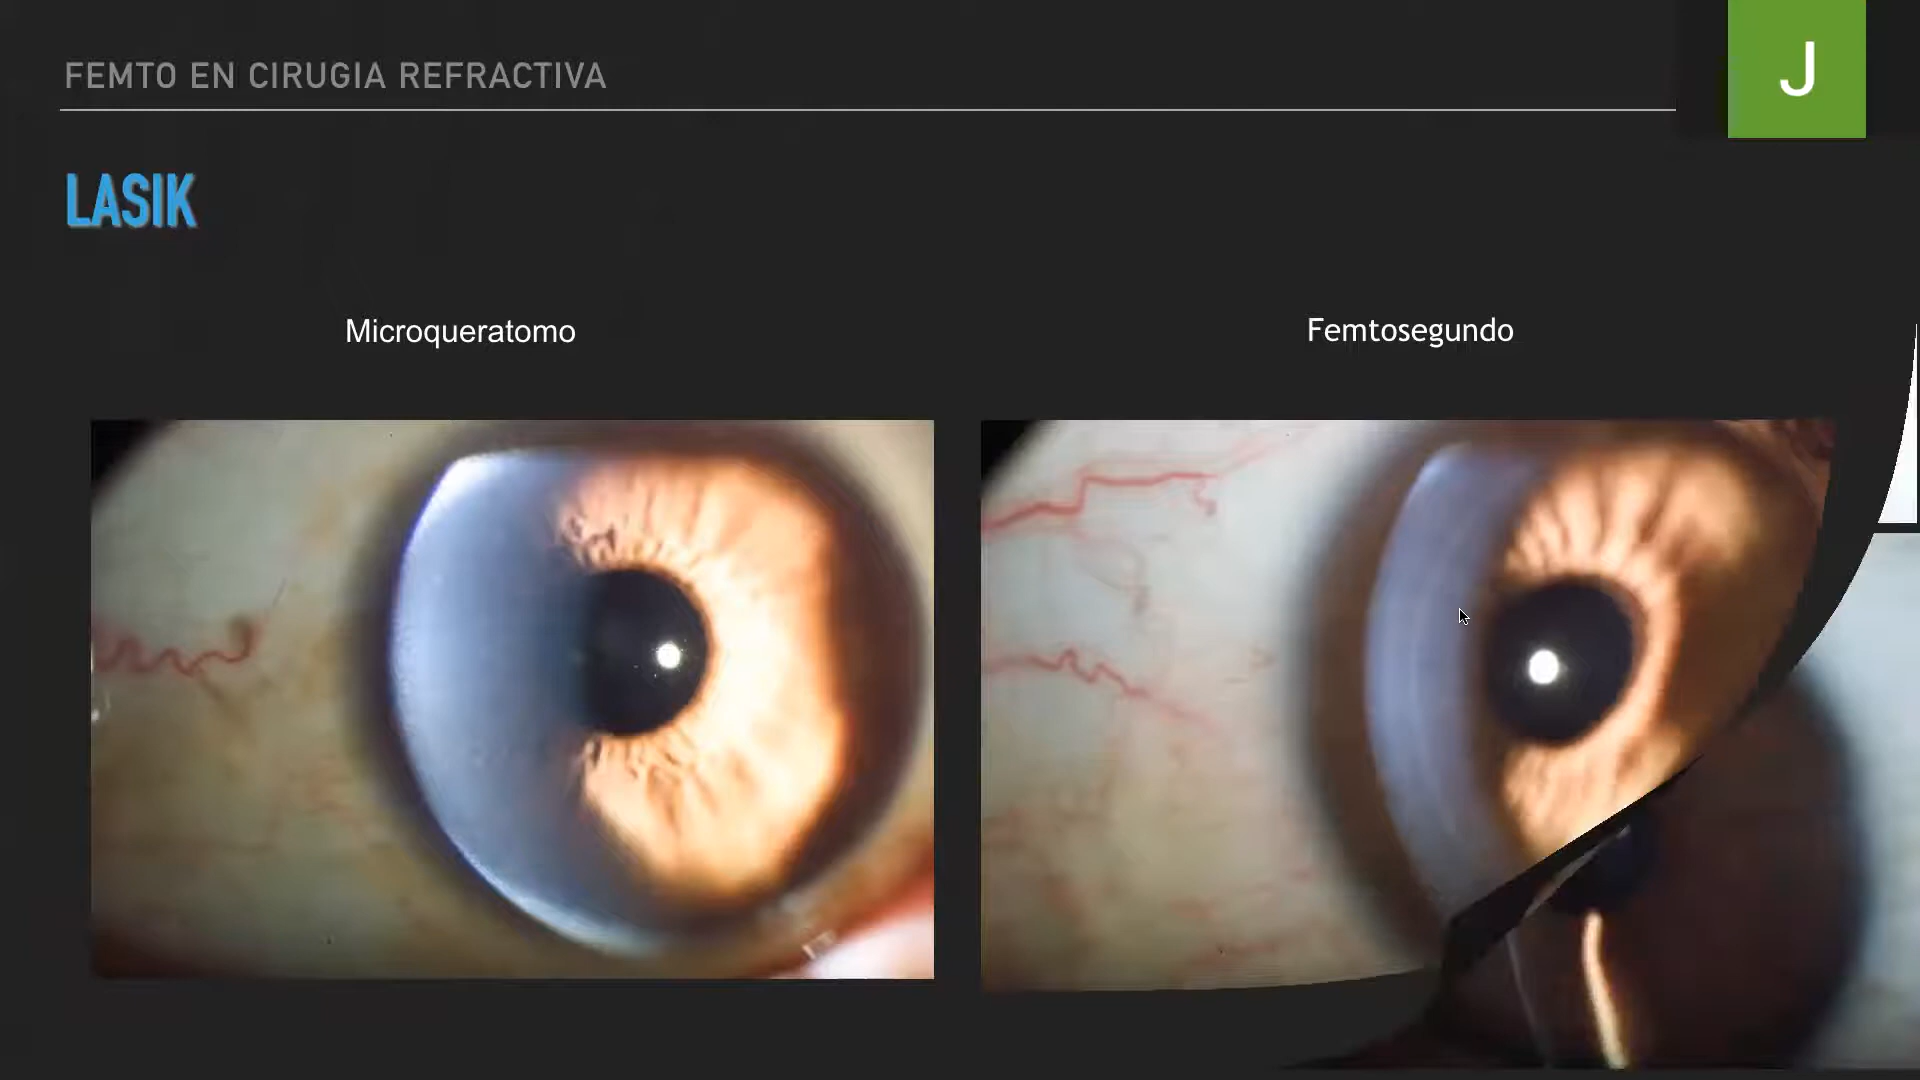 FEMTO EN CIRUGIA REFRACTIVA
J
LASIK
Microqueratomo
Femtosegundo